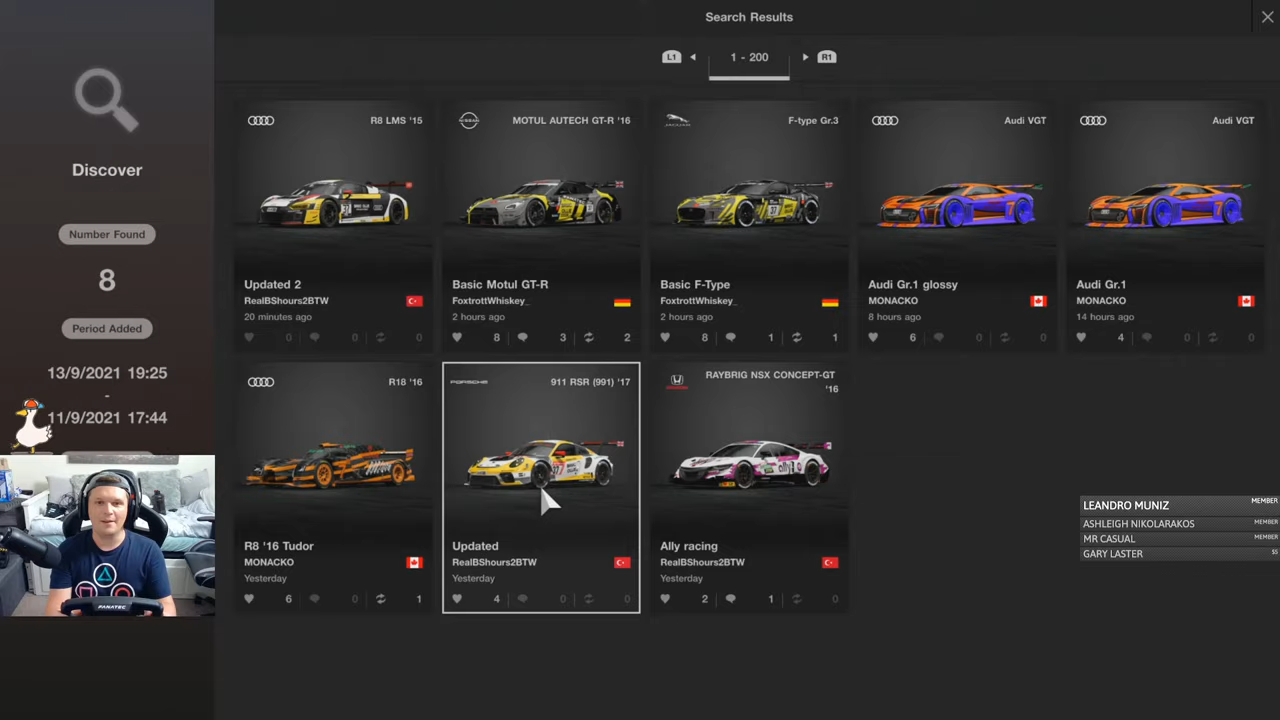 Search Results
L1
1 - 200
R1
Discover
Number Found
8
Period Added
13/9/2021 19:25
-
11/9/2021 17:44
R8 LMS '15
Updated 2
RealBShours2BTW
20 minutes ago
0 0 0
MOTUL AUTECH GT-R '16
Basic Motul GT-R
FoxtrottWhiskey_
2 hours ago
8 3 2
F-type Gr.3
Basic F-Type
FoxtrottWhiskey_
2 hours ago
8 1 1
Audi VGT
Audi Gr.1 glossy
MONACKO
8 hours ago
6 0 0
Audi VGT
Audi Gr.1
MONACKO
14 hours ago
4 0 0
R18 '16
R8 '16 Tudor
MONACKO
Yesterday
6 0 1
PORSCHE
911 RSR (991) '17
Updated
RealBShours2BTW
Yesterday
4 0 0
RAYBRIG NSX CONCEPT-GT
'16
Ally racing
RealBShours2BTW
Yesterday
2 1 0
LEANDRO MUNIZ MEMBER
ASHLEIGH NIKOLARAKOS MEMBER
MR CASUAL MEMBER
GARY LASTER $5
FANATEC